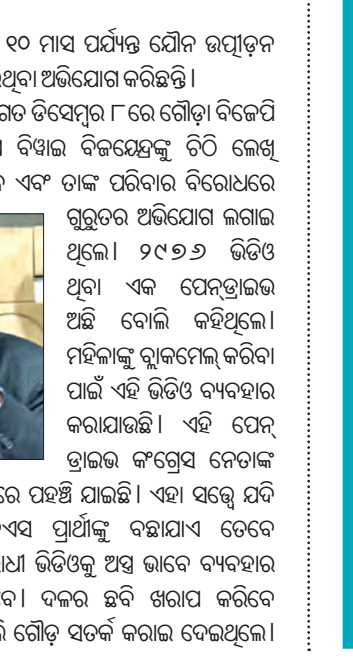 ୧୦ ମାସ ପର୍ଯ୍ୟନ୍ତ ଯୌନ ଉତ୍ପୀଡ଼ନ
ଅଭିଯୋଗ କରିଛନ୍ତି।
ଗତ ଡିସେମ୍ବର ୮ରେ ଗୌଡ଼ା ବିଜେପି
ବିୱାଇ ବିଜୟେନ୍ଦ୍ରଙ୍କୁ ଚିଠି ଲେଖି
ଏବଂ ତାଙ୍କ ପରିବାର ବିରୋଧରେ
ଗୁରୁତର ଅଭିଯୋଗ ଲଗାଇ
ଥିଲେ। ୨୯୭୬ ଭିଡିଓ
ଥିବା ଏକ ପେନ୍‌ଡ୍ରାଇଭ
ଅଛି ବୋଲି କହିଥିଲେ।
ମହିଳାଙ୍କୁ ବ୍ଲାକମେଲ୍ କରିବା
ପାଇଁ ଏହି ଭିଡିଓ ବ୍ୟବହାର
କରାଯାଉଛି। ଏହି ପେନ୍
ଡ୍ରାଇଭ କଂଗ୍ରେସ ନେତାଙ୍କ
ରେ ପହଞ୍ଚି ଯାଇଛି। ଏହା ସତ୍ତ୍ୱେ ଯଦି
ଏସ ପ୍ରାର୍ଥୀଙ୍କୁ ବଛାଯାଏ ତେବେ
ଭିଡିଓକୁ ଅସ୍ତ୍ର ଭାବେ ବ୍ୟବହାର
ଦଳର ଛବି ଖରାପ କରିବେ
ଗୌଡ଼ ସତର୍କ କରାଇ ଦେଇଥିଲେ।